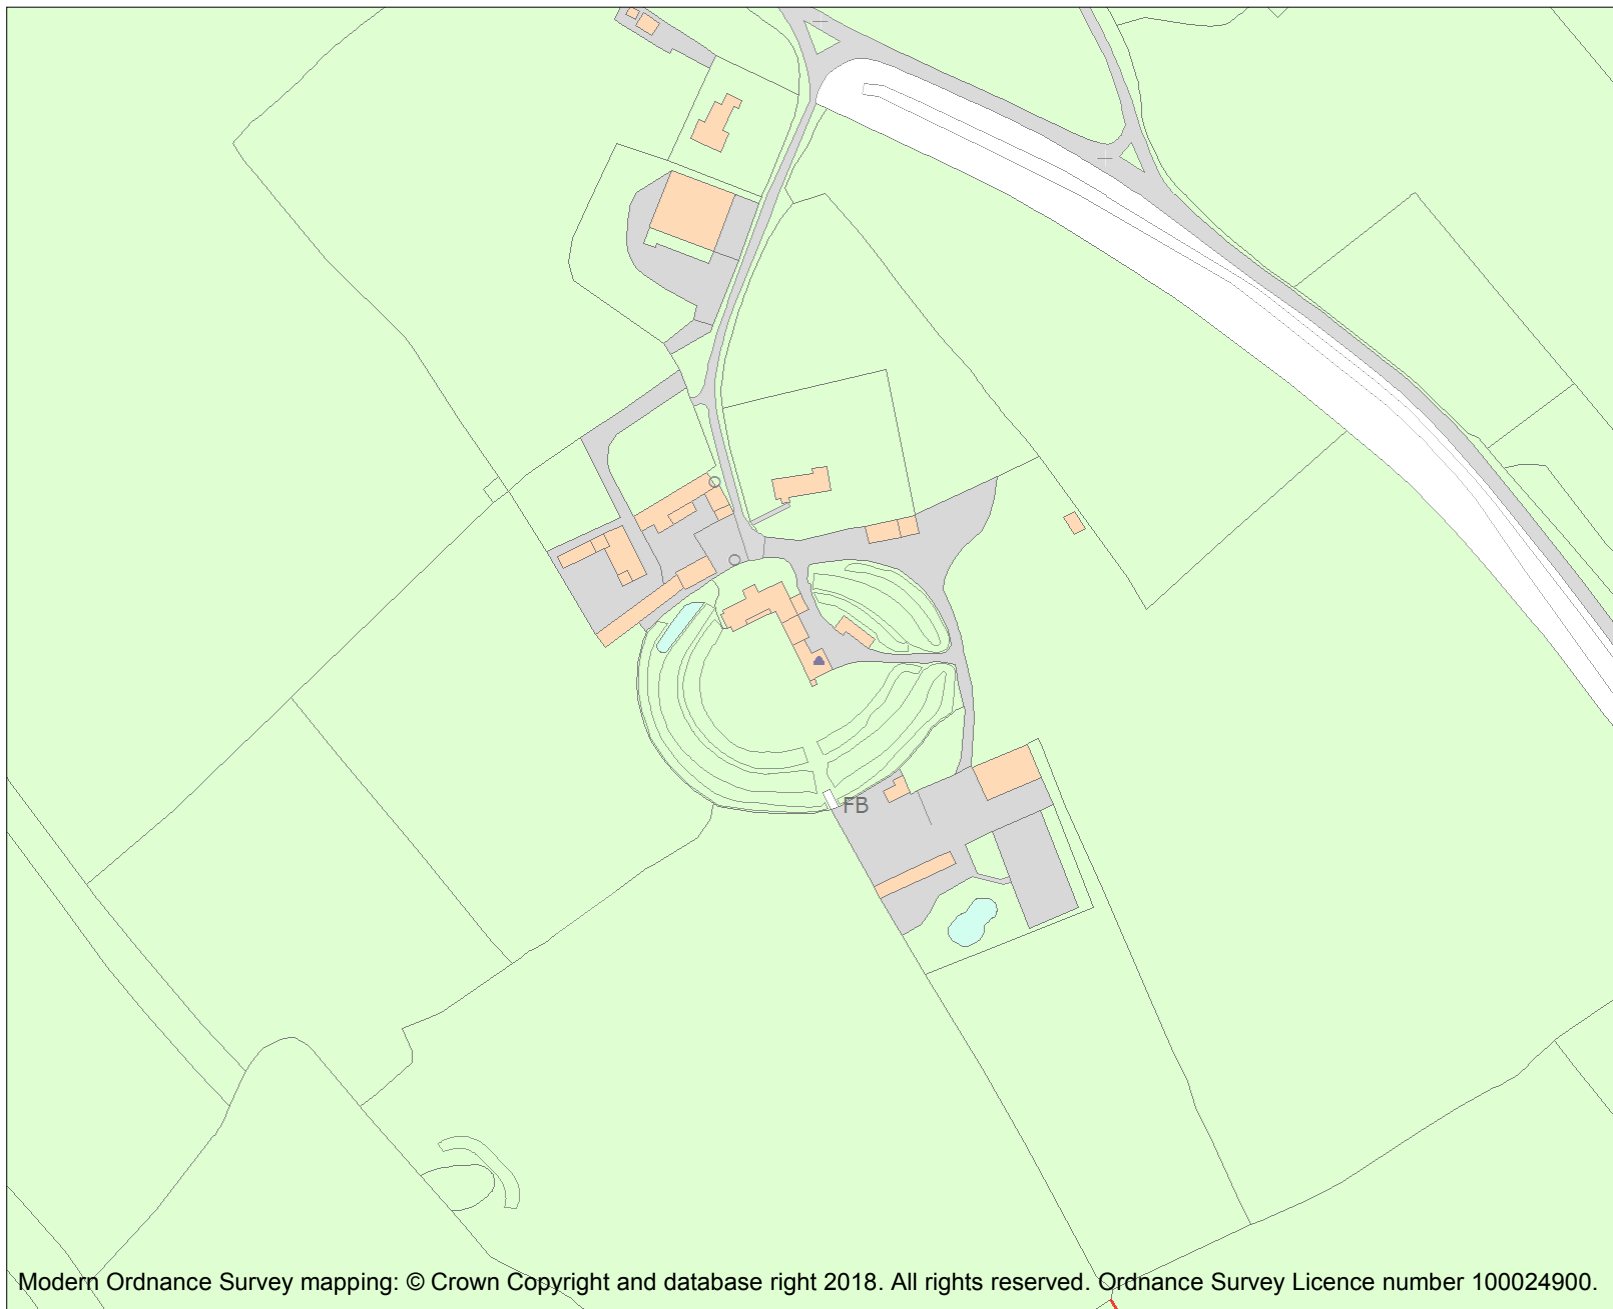 FB
Modern Ordnance Survey mapping: © Crown Copyright and database right 2018. All rights reserved. Ordnance Survey Licence number 100024900.